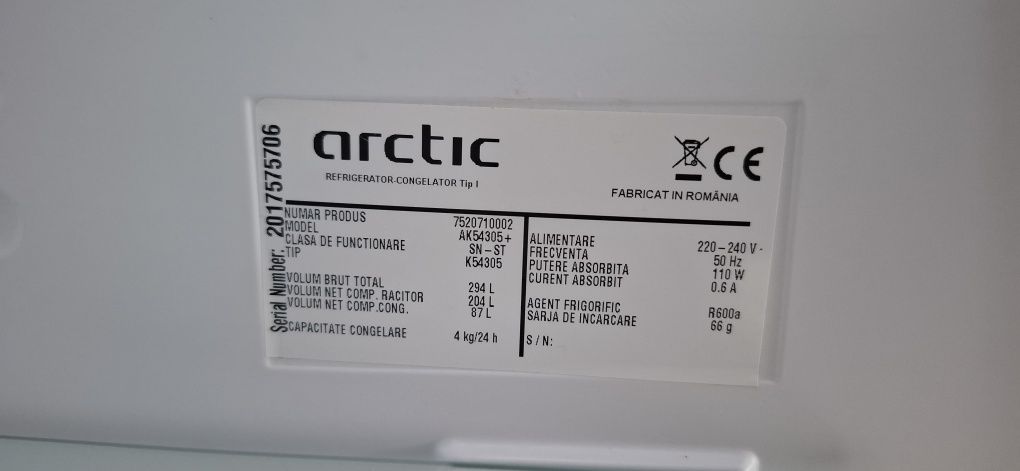 arctic
REFRIGERATOR-CONGELATOR Tip I
CE
FABRICAT IN ROMÂNIA
Serial Number: 2017575706
NUMAR PRODUS 7520710002
MODEL AK54305+
CLASA DE FUNCTIONARE SN-ST
TIP K54305
VOLUM BRUT TOTAL 294 L
VOLUM NET COMP. RACITOR 204 L
VOLUM NET COMP.CONG. 87 L
CAPACITATE CONGELARE 4 kg/24 h
ALIMENTARE 220-240 V-
FRECVENTA 50 Hz
PUTERE ABSORBITA 110 W
CURENT ABSORBIT 0.6 A
AGENT FRIGORIFIC R600a
SARJA DE INCARCARE 66 g
S / N: